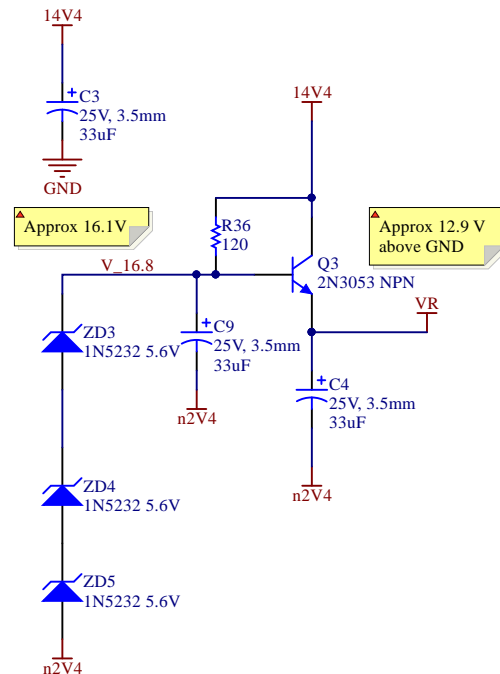 14V4
C3
25V, 3.5mm
33uF
GND
14V4
Approx 16.1V
R36
120
Approx 12.9 V
above GND
V_16.8
Q3
2N3053 NPN
VR
ZD3
1N5232 5.6V
C9
25V, 3.5mm
33uF
n2V4
C4
25V, 3.5mm
33uF
n2V4
ZD4
1N5232 5.6V
ZD5
1N5232 5.6V
n2V4